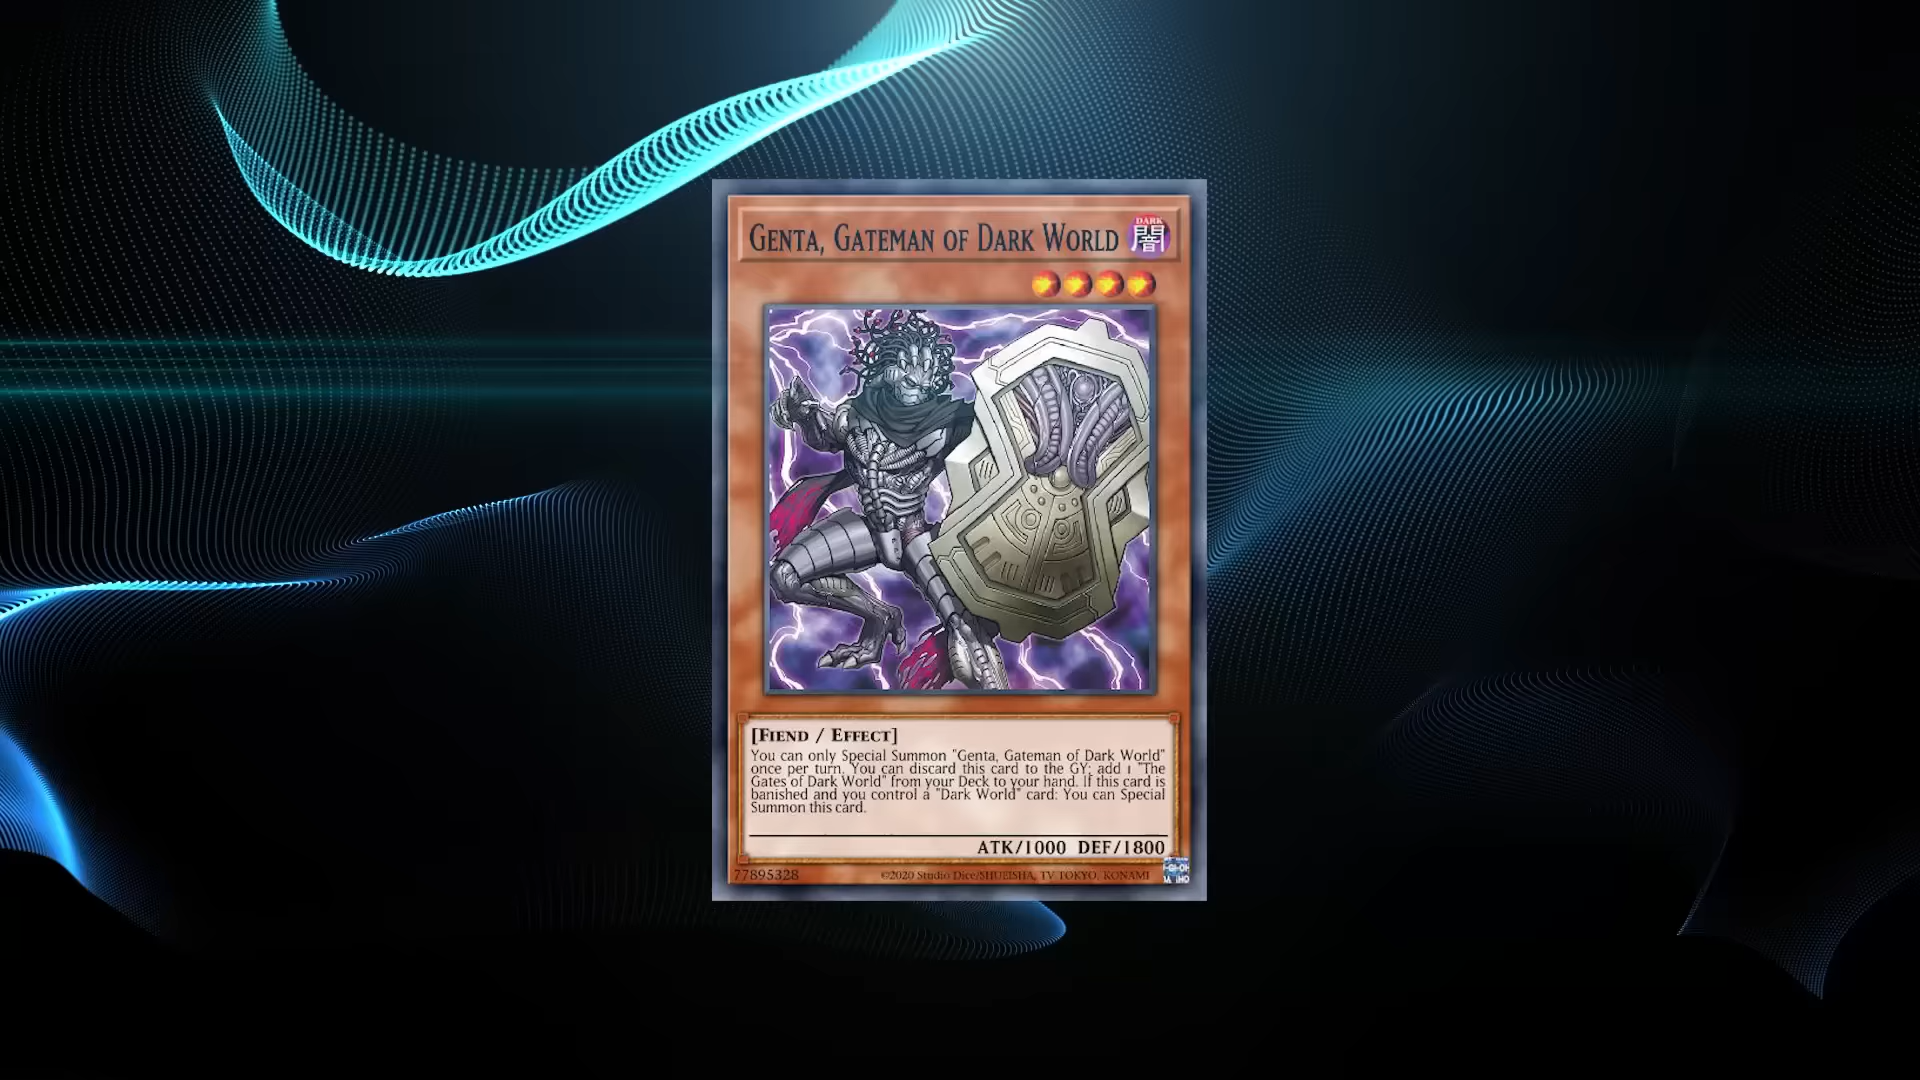 GENTA, GATEMAN OF DARK WORLD
DARK
闇
[FIEND / EFFECT]
You can only Special Summon "Genta, Gateman of Dark World"
once per turn. You can discard this card to the GY; add 1 "The
Gates of Dark World" from your Deck to your hand. If this card is
banished and you control a "Dark World" card: You can Special
Summon this card.
ATK/1000 DEF/1800
77895328
©2020 Studio Dice/SHUEISHA, TV TOKYO, KONAMI